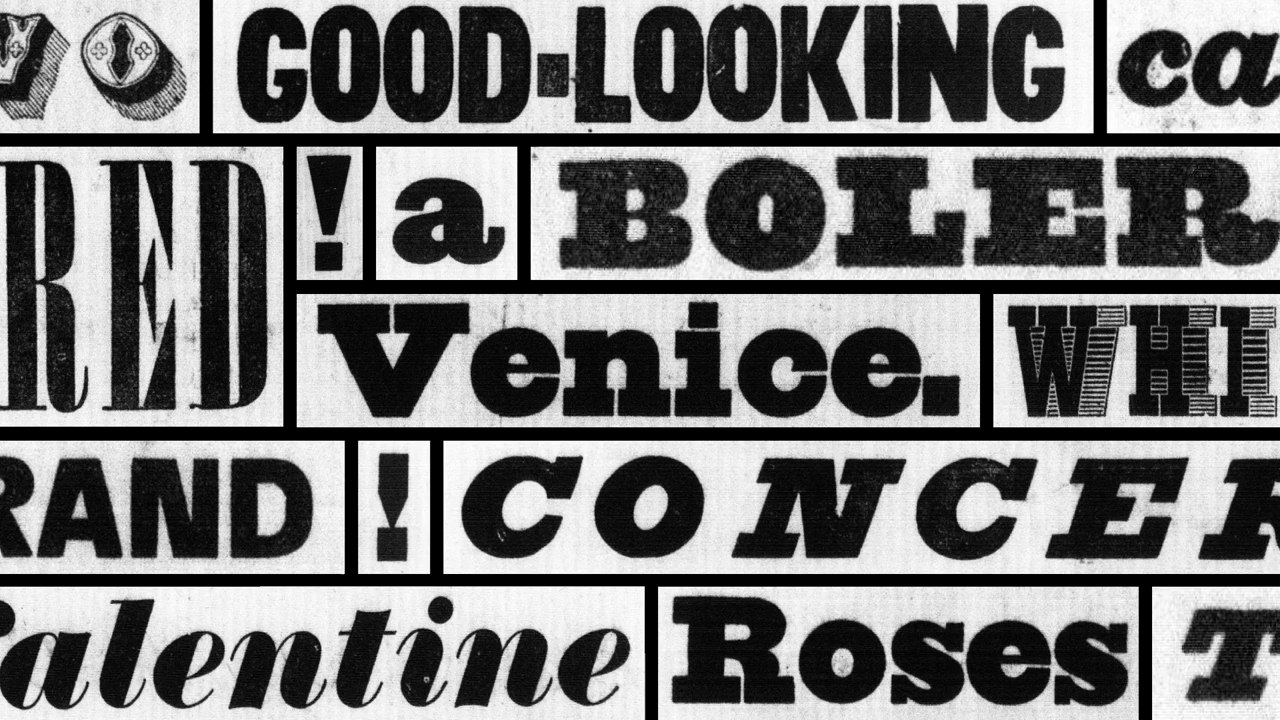 GOOD-LOOKING ca
RED ! a BOLER
Venice. WHI
RAND ! CONCER
alentine Roses T